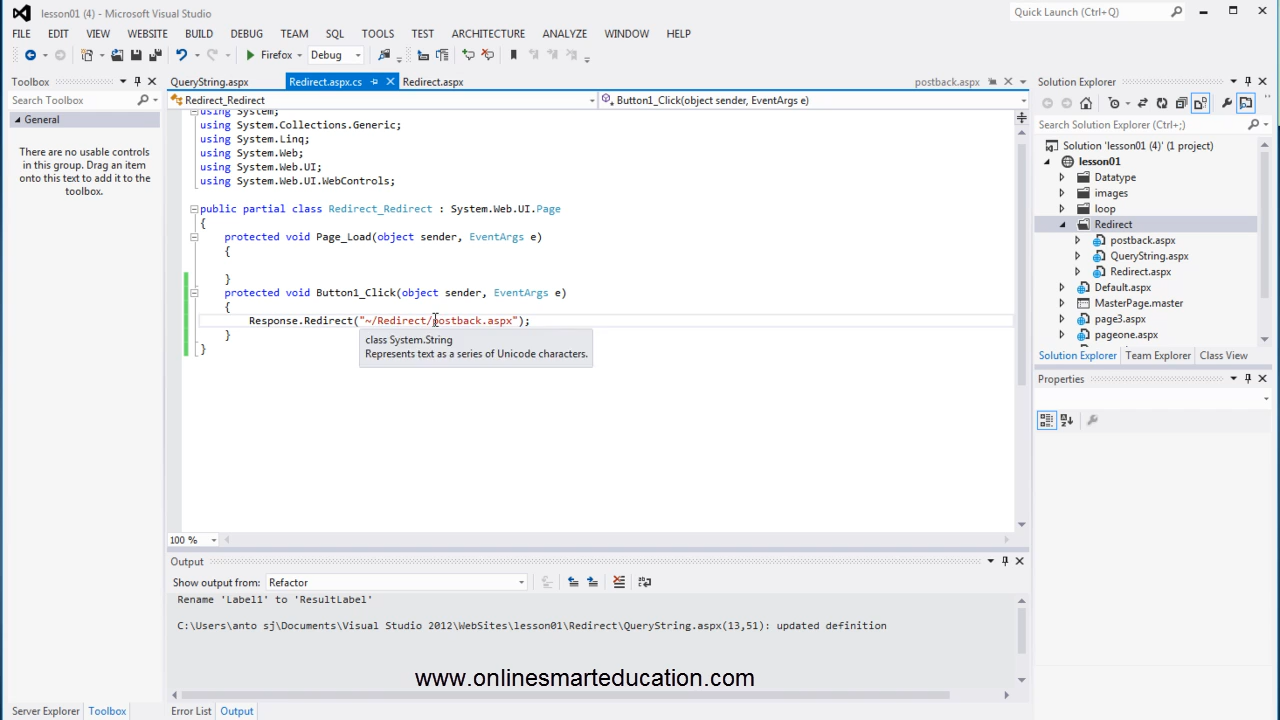 lesson01 (4) - Microsoft Visual Studio
Quick Launch (Ctrl+Q)
FILE EDIT VIEW WEBSITE BUILD DEBUG TEAM SQL TOOLS TEST ARCHITECTURE ANALYZE WINDOW HELP
Firefox Debug
Toolbox
Search Toolbox
General
There are no usable controls
in this group. Drag an item
onto this text to add it to the
toolbox.
QueryString.aspx Redirect.aspx.cs Redirect.aspx postback.aspx
Redirect_Redirect Button1_Click(object sender, EventArgs e)
using System;
using System.Collections.Generic;
using System.Linq;
using System.Web;
using System.Web.UI;
using System.Web.UI.WebControls;
public partial class Redirect_Redirect : System.Web.UI.Page
{
protected void Page_Load(object sender, EventArgs e)
{
}
protected void Button1_Click(object sender, EventArgs e)
{
Response.Redirect("~/Redirect/postback.aspx");
}
}
class System.String
Represents text as a series of Unicode characters.
100 %
Output
Show output from: Refactor
Rename 'Label1' to 'ResultLabel'
C:\Users\anto sj\Documents\Visual Studio 2012\WebSites\lesson01\Redirect\QueryString.aspx(13,51): updated definition
www.onlinesmarteducation.com
Server Explorer Toolbox Error List Output
Solution Explorer
Search Solution Explorer (Ctrl+;)
Solution 'lesson01 (4)' (1 project)
lesson01
Datatype
images
loop
Redirect
postback.aspx
QueryString.aspx
Redirect.aspx
Default.aspx
MasterPage.master
page3.aspx
pageone.aspx
Solution Explorer Team Explorer Class View
Properties